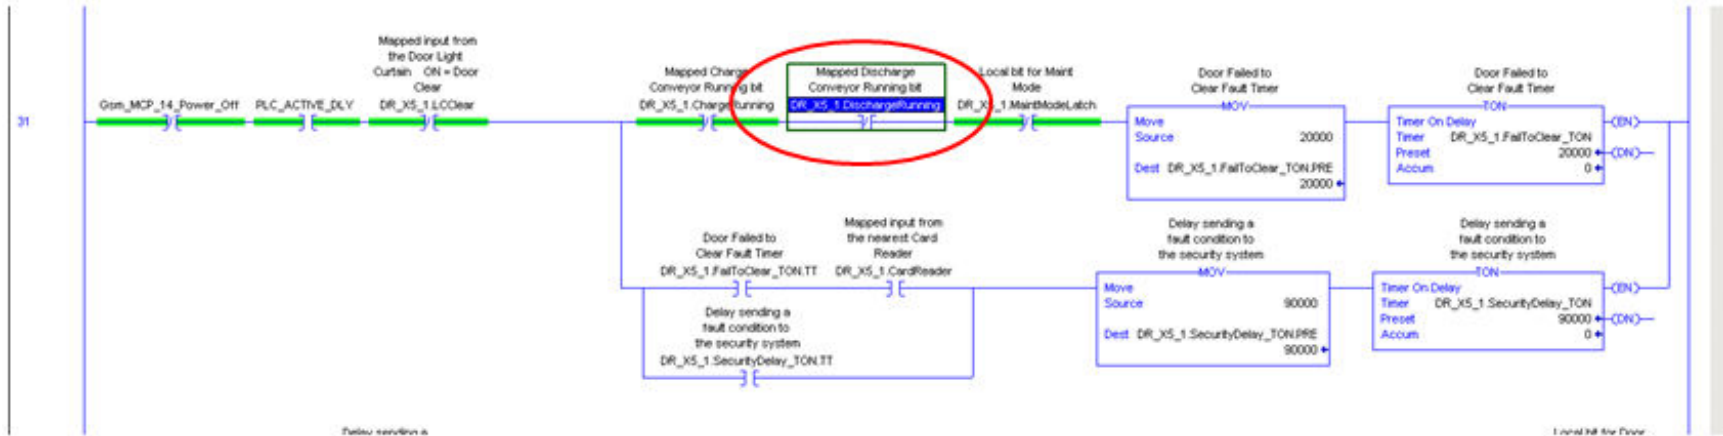 Mapped input from
the Door Light
Curtain ON = Door
Clear
Gsm_MCP_14_Power_Off PLC_ACTIVE_DLY DR_X5_1.LCClear
Mapped Charge
Conveyor Running bit
DR_X5_1.ChargeRunning
Mapped Discharge
Conveyor Running bit
DR_X5_1.DischargeRunning
Local bit for Maint
Mode
DR_X5_1.MaintModeLatch
Door Failed to
Clear Fault Timer
MOV
Move
Source 20000
Dest DR_X5_1.FailToClear_TON.PRE
20000
Door Failed to
Clear Fault Timer
TON
Timer On Delay
Timer DR_X5_1.FailToClear_TON
Preset 20000
Accum 0
(EN)
(DN)
31
Door Failed to
Clear Fault Timer
DR_X5_1.FailToClear_TON.TT
Mapped input from
the nearest Card
Reader
DR_X5_1.CardReader
Delay sending a
fault condition to
the security system
MOV
Move
Source 90000
Dest DR_X5_1.SecurityDelay_TON.PRE
90000
Delay sending a
fault condition to
the security system
TON
Timer On Delay
Timer DR_X5_1.SecurityDelay_TON
Preset 90000
Accum 0
(EN)
(DN)
Delay sending a
fault condition to
the security system
DR_X5_1.SecurityDelay_TON.TT
Delay sending a
Local bit for Door